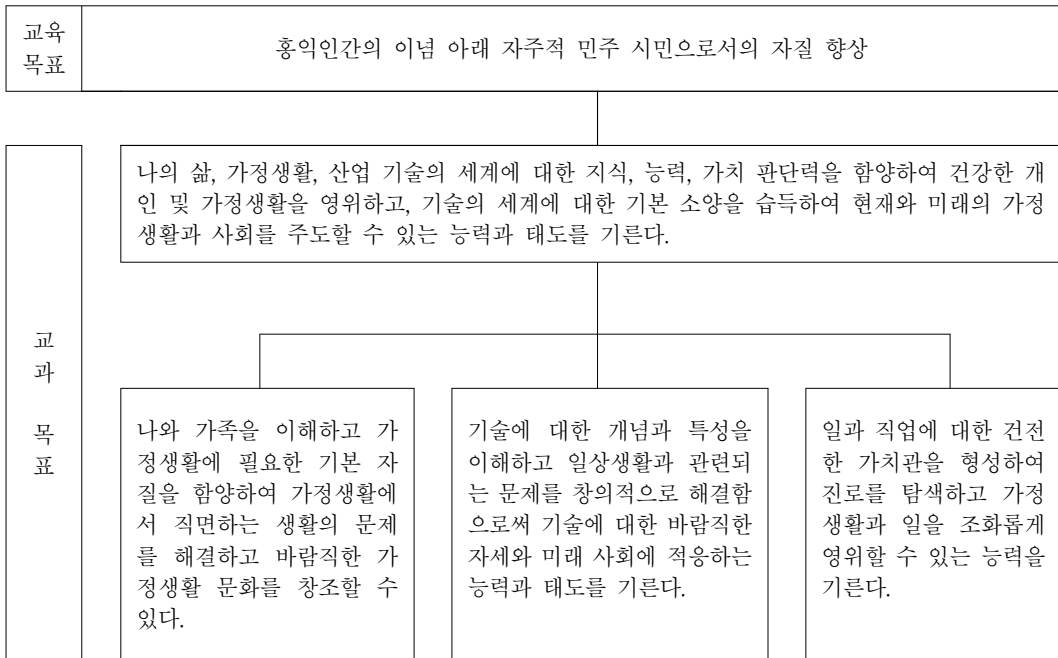 교육
목표
홍익인간의 이념 아래 자주적 민주 시민으로서의 자질 향상
나의 삶, 가정생활, 산업 기술의 세계에 대한 지식, 능력, 가치 판단력을 함양하여 건강한 개
인 및 가정생활을 영위하고, 기술의 세계에 대한 기본 소양을 습득하여 현재와 미래의 가정
생활과 사회를 주도할 수 있는 능력과 태도를 기른다.
교
과
목
표
나와 가족을 이해하고 가
정생활에 필요한 기본 자
질을 함양하여 가정생활에
서 직면하는 생활의 문제
를 해결하고 바람직한 가
정생활 문화를 창조할 수
있다.
기술에 대한 개념과 특성을
이해하고 일상생활과 관련되
는 문제를 창의적으로 해결함
으로써 기술에 대한 바람직한
자세와 미래 사회에 적응하는
능력과 태도를 기른다.
일과 직업에 대한 건전
한 가치관을 형성하여
진로를 탐색하고 가정
생활과 일을 조화롭게
영위할 수 있는 능력을
기른다.